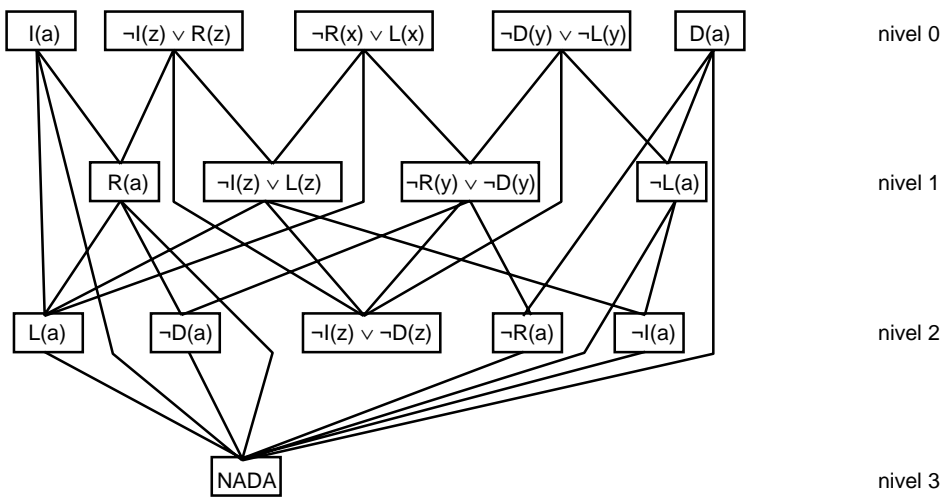 I(a) ¬I(z) ∨ R(z) ¬R(x) ∨ L(x) ¬D(y) ∨ ¬L(y) D(a) nivel 0
R(a) ¬I(z) ∨ L(z) ¬R(y) ∨ ¬D(y) ¬L(a) nivel 1
L(a) ¬D(a) ¬I(z) ∨ ¬D(z) ¬R(a) ¬I(a) nivel 2
NADA nivel 3